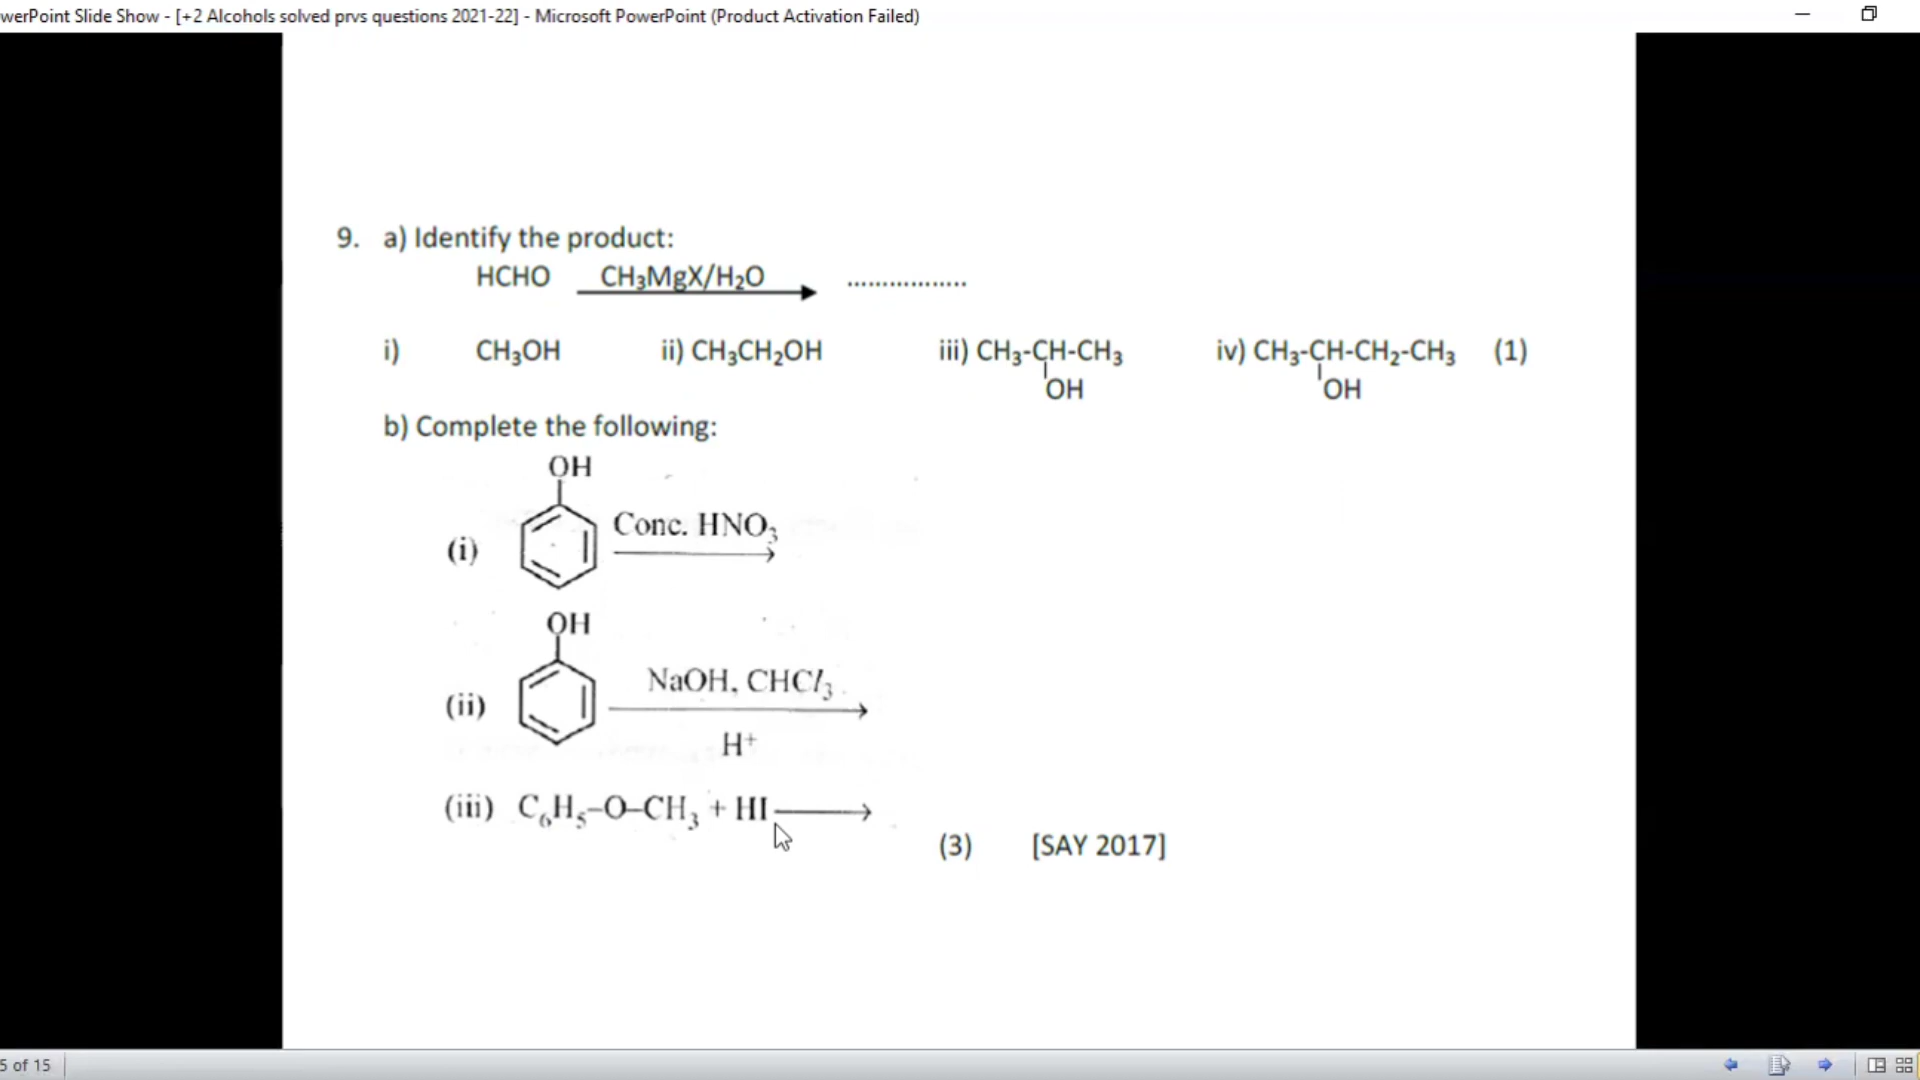 werPoint Slide Show - [+2 Alcohols solved prvs questions 2021-22] - Microsoft PowerPoint (Product Activation Failed)
9. a) Identify the product:
HCHO CH₃MgX/H₂O ................
i) CH₃OH ii) CH₃CH₂OH iii) CH₃-CH-CH₃ iv) CH₃-CH-CH₂-CH₃ (1)
OH OH
b) Complete the following:
OH
(i) Conc. HNO₃
OH
(ii) NaOH, CHCl₃
H⁺
(iii) C₆H₅–O–CH₃ + HI
(3) [SAY 2017]
5 of 15